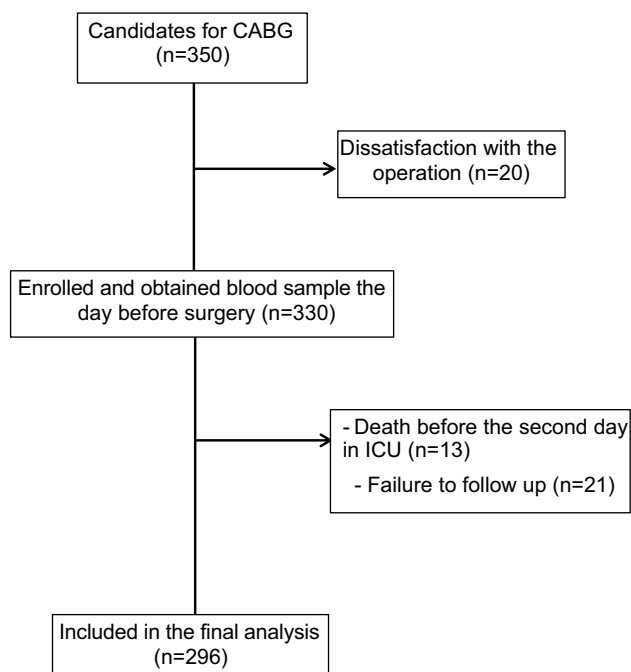 Candidates for CABG
(n=350)
Dissatisfaction with the
operation (n=20)
Enrolled and obtained blood sample the
day before surgery (n=330)
- Death before the second day
in ICU (n=13)
- Failure to follow up (n=21)
Included in the final analysis
(n=296)